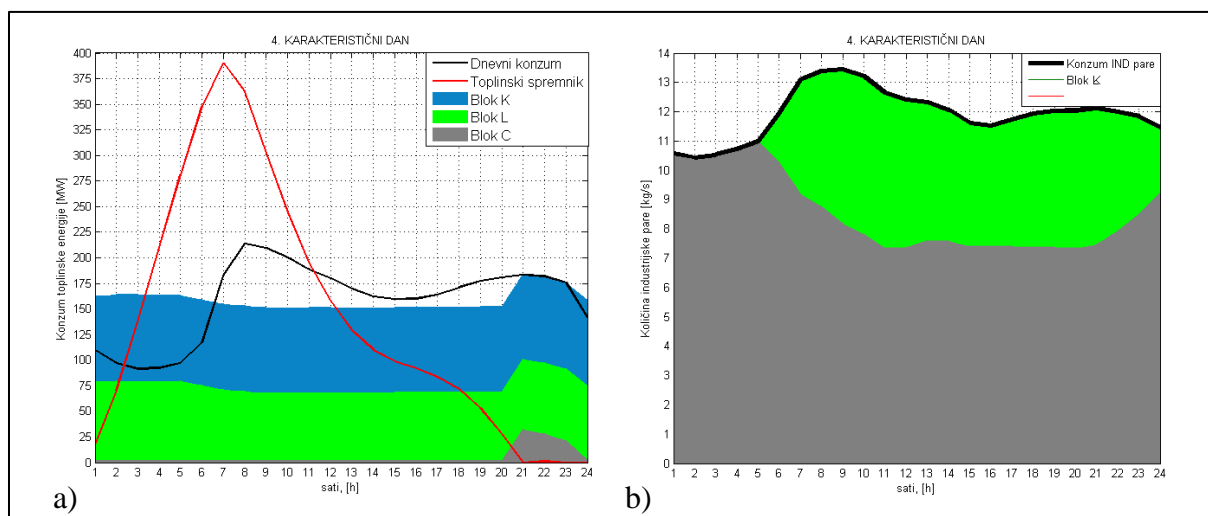 4. KARAKTERISTIČNI DAN
Konzum toplinske energije [MW]
400
375
350
325
300
275
250
225
200
175
150
125
100
75
50
25
0
Dnevni konzum
Toplinski spremnik
Blok K
Blok L
Blok C
1 2 3 4 5 6 7 8 9 10 11 12 13 14 15 16 17 18 19 20 21 22 23 24
sati, [h]
a)
4. KARAKTERISTIČNI DAN
Količina industrijske pare [kg/s]
14
13
12
11
10
9
8
7
6
5
4
3
2
1
0
Konzum IND pare
Blok K
1 2 3 4 5 6 7 8 9 10 11 12 13 14 15 16 17 18 19 20 21 22 23 24
sati, [h]
b)